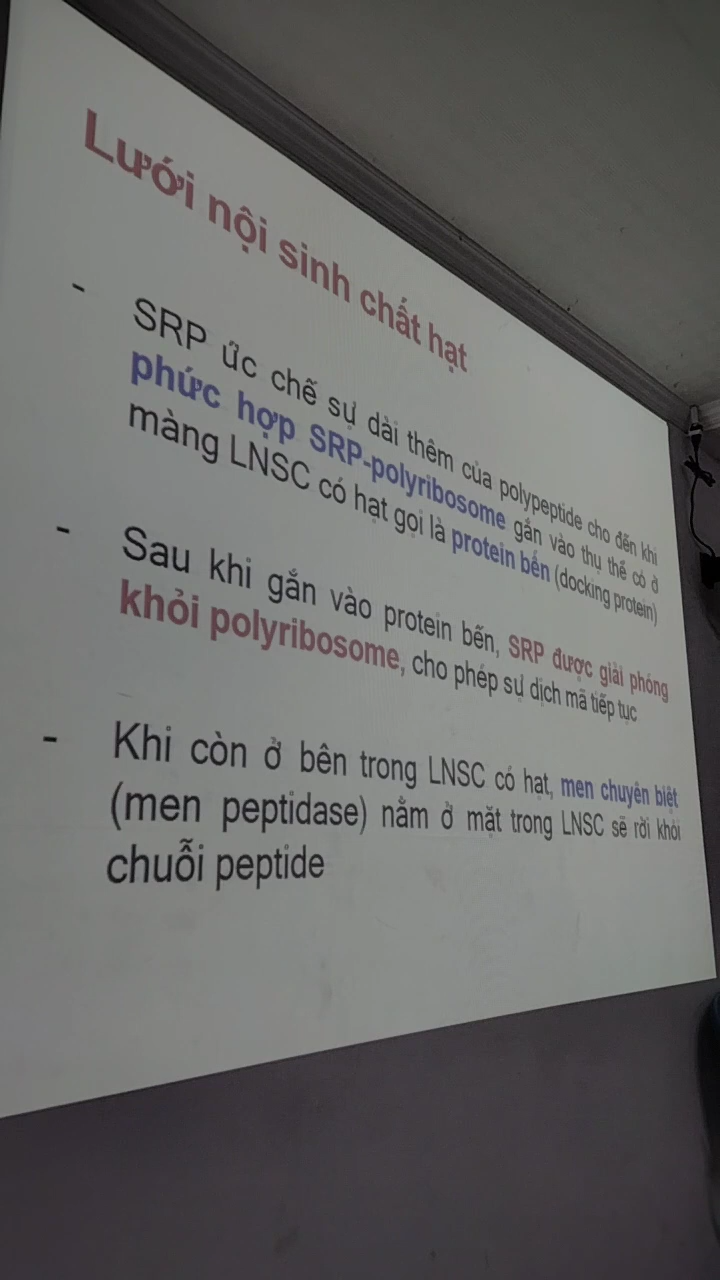 Lưới nội sinh chất hạt
- SRP ức chế sự dài thêm của polypeptide cho đến khi
phức hợp SRP-polyribosome gắn vào thụ thể có ở
màng LNSC có hạt gọi là protein bến (docking protein)
- Sau khi gắn vào protein bến, SRP được giải phóng
khỏi polyribosome, cho phép sự dịch mã tiếp tục
- Khi còn ở bên trong LNSC có hạt, men chuyên biệt
(men peptidase) nằm ở mặt trong LNSC sẽ rời khỏi
chuỗi peptide